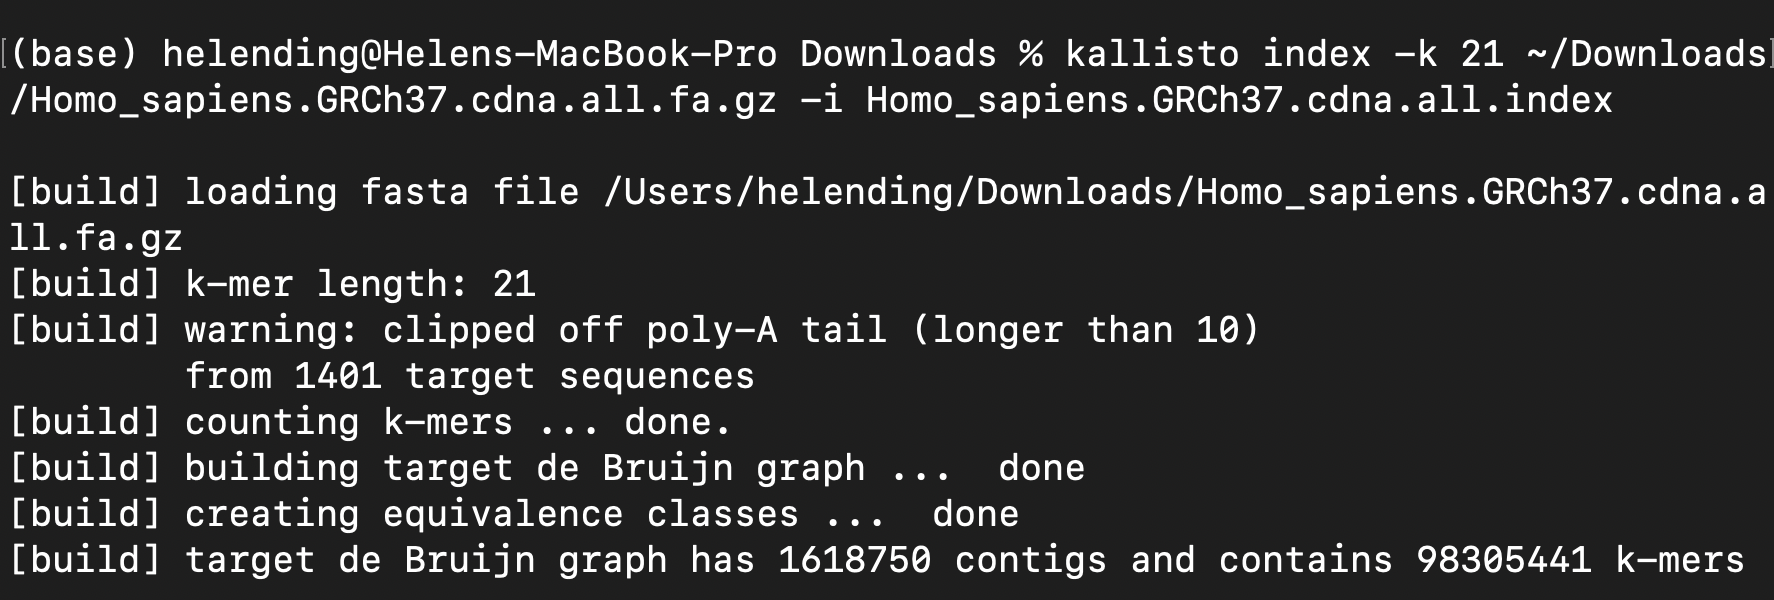 (base) helending@Helens-MacBook-Pro Downloads % kallisto index -k 21 ~/Downloads
/Homo_sapiens.GRCh37.cdna.all.fa.gz -i Homo_sapiens.GRCh37.cdna.all.index
[build] loading fasta file /Users/helending/Downloads/Homo_sapiens.GRCh37.cdna.a
ll.fa.gz
[build] k-mer length: 21
[build] warning: clipped off poly-A tail (longer than 10)
        from 1401 target sequences
[build] counting k-mers ... done.
[build] building target de Bruijn graph ...  done
[build] creating equivalence classes ...  done
[build] target de Bruijn graph has 1618750 contigs and contains 98305441 k-mers